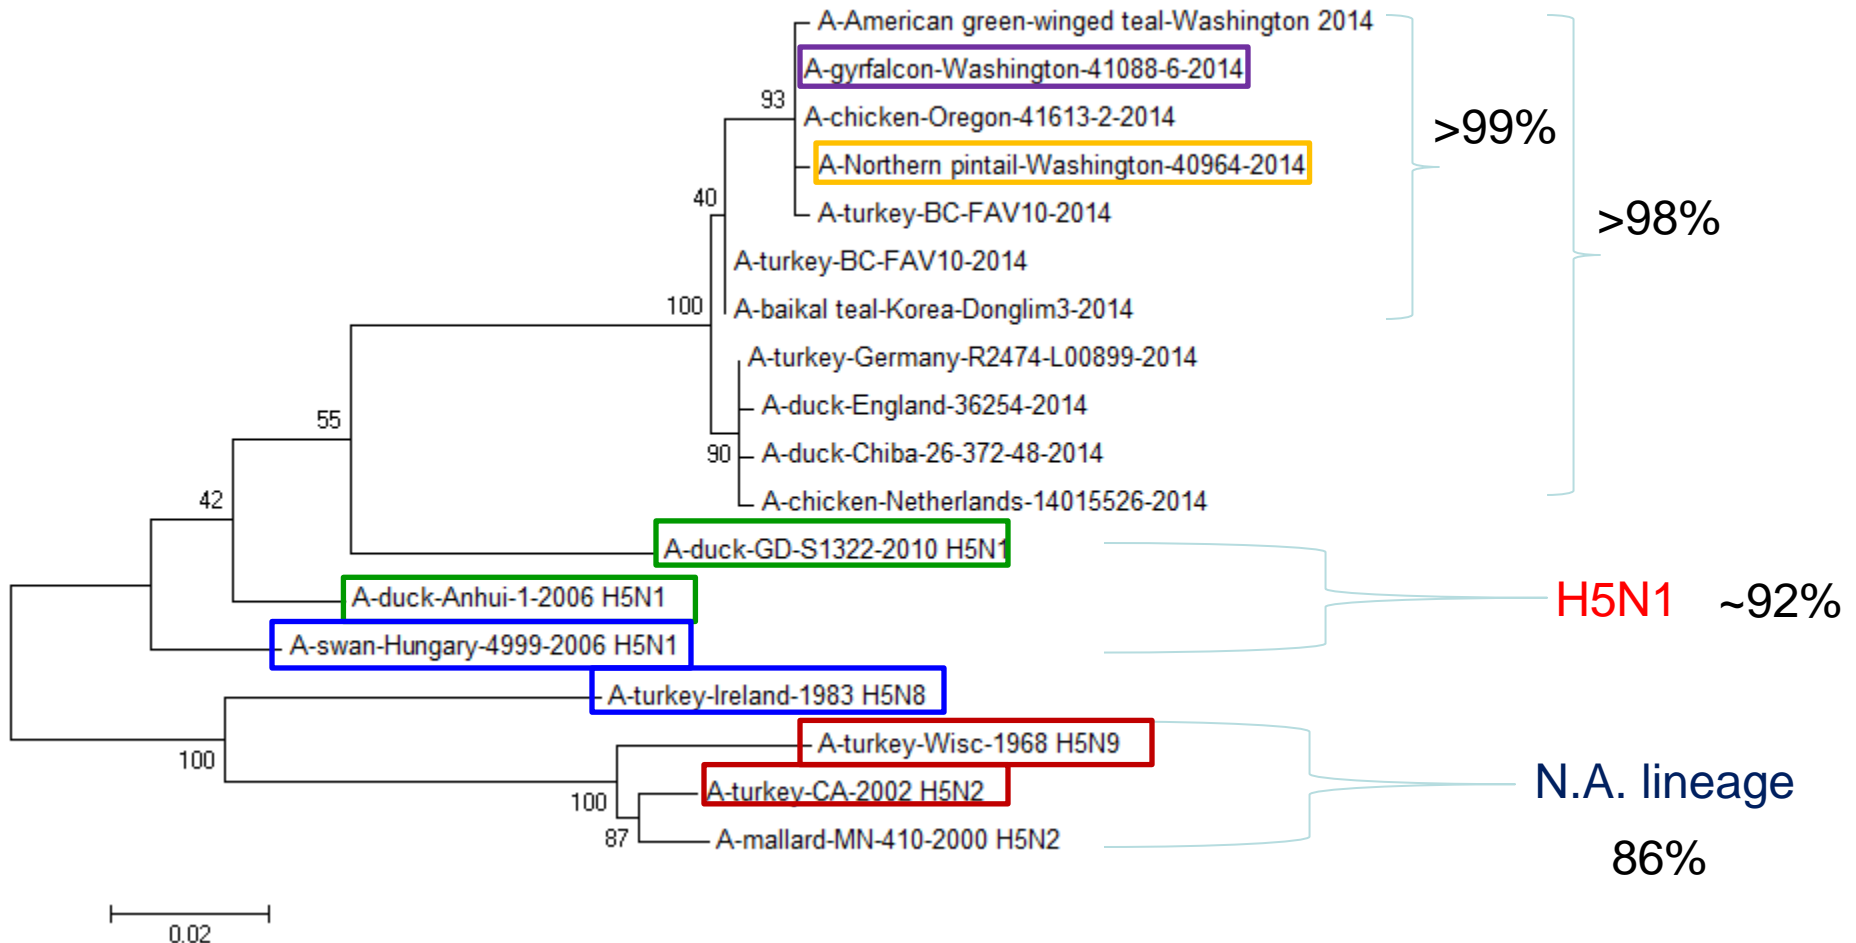 A-American green-winged teal-Washington 2014
A-gyrfalcon-Washington-41088-6-2014
93
A-chicken-Oregon-41613-2-2014
>99%
A-Northern pintail-Washington-40964-2014
40
A-turkey-BC-FAV10-2014
>98%
A-turkey-BC-FAV10-2014
100
A-baikal teal-Korea-Donglim3-2014
A-turkey-Germany-R2474-L00899-2014
A-duck-England-36254-2014
55
90
A-duck-Chiba-26-372-48-2014
42
A-chicken-Netherlands-14015526-2014
A-duck-GD-S1322-2010 H5N1
A-duck-Anhui-1-2006 H5N1
H5N1 ~92%
A-swan-Hungary-4999-2006 H5N1
A-turkey-Ireland-1983 H5N8
100
A-turkey-Wisc-1968 H5N9
A-turkey-CA-2002 H5N2
N.A. lineage
100
87
A-mallard-MN-410-2000 H5N2
86%
0.02